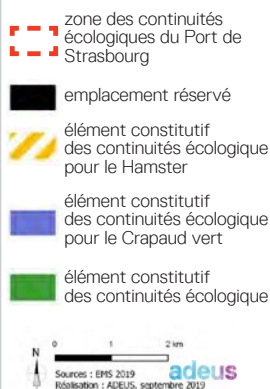 zone des continuités
écologiques du Port de
Strasbourg
emplacement réservé
élément constitutif
des continuités écologique
pour le Hamster
élément constitutif
des continuités écologique
pour le Crapaud vert
élément constitutif
des continuités écologique
N
0 1 2 km
Sources : EMS 2019
Réalisation : ADEUS, septembre 2019
adeus